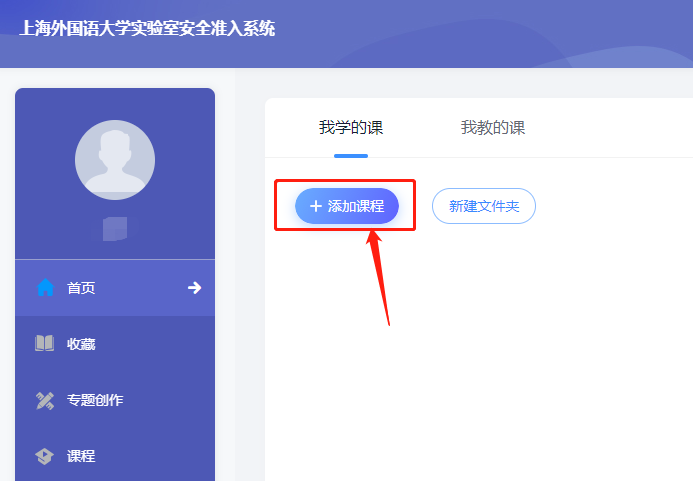 上海外国语大学实验室安全准入系统
我学的课
我教的课
添加课程
新建文件夹
首页
收藏
专题创作
课程